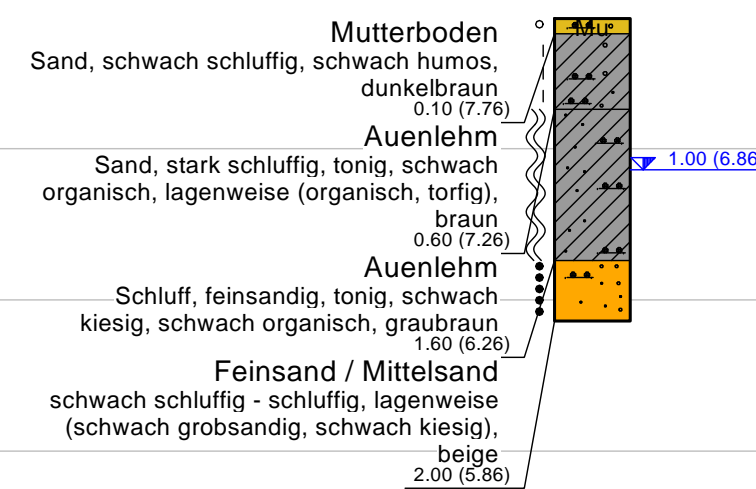 Mutterboden
Sand, schwach schluffig, schwach humos,
dunkelbraun
0.10 (7.76)
Auenlehm
Sand, stark schluffig, tonig, schwach
organisch, lagenweise (organisch, torfig),
braun
0.60 (7.26)
Auenlehm
Schluff, feinsandig, tonig, schwach
kiesig, schwach organisch, graubraun
1.60 (6.26)
Feinsand / Mittelsand
schwach schluffig - schluffig, lagenweise
(schwach grobsandig, schwach kiesig),
beige
2.00 (5.86)
Mu
1.00 (6.86